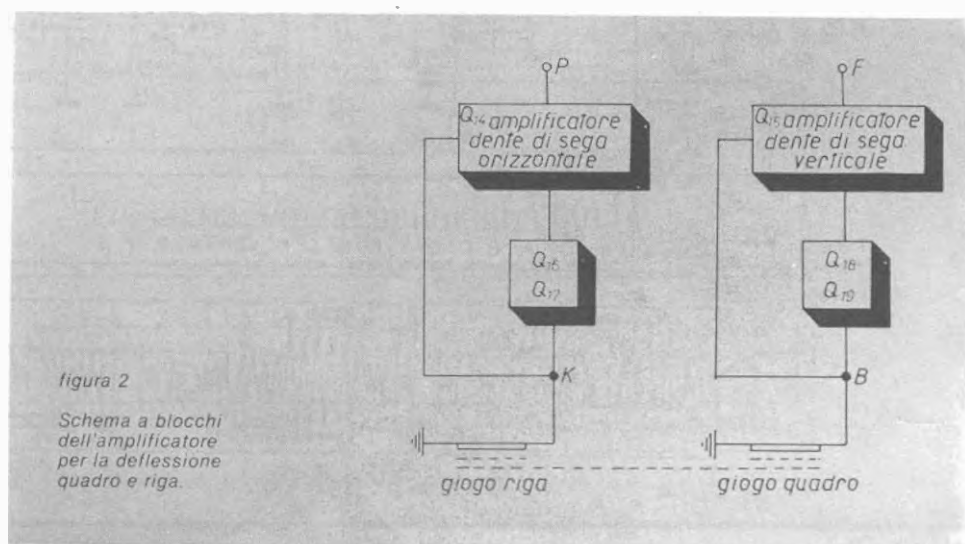 P
F
Q14 amplificatore
dente di sega
orizzontale
Q15 amplificatore
dente di sega
verticale
Q16
Q17
Q18
Q19
K
B
figura 2
Schema a blocchi
dell'amplificatore
per la deflessione
quadro e riga.
giogo riga
giogo quadro